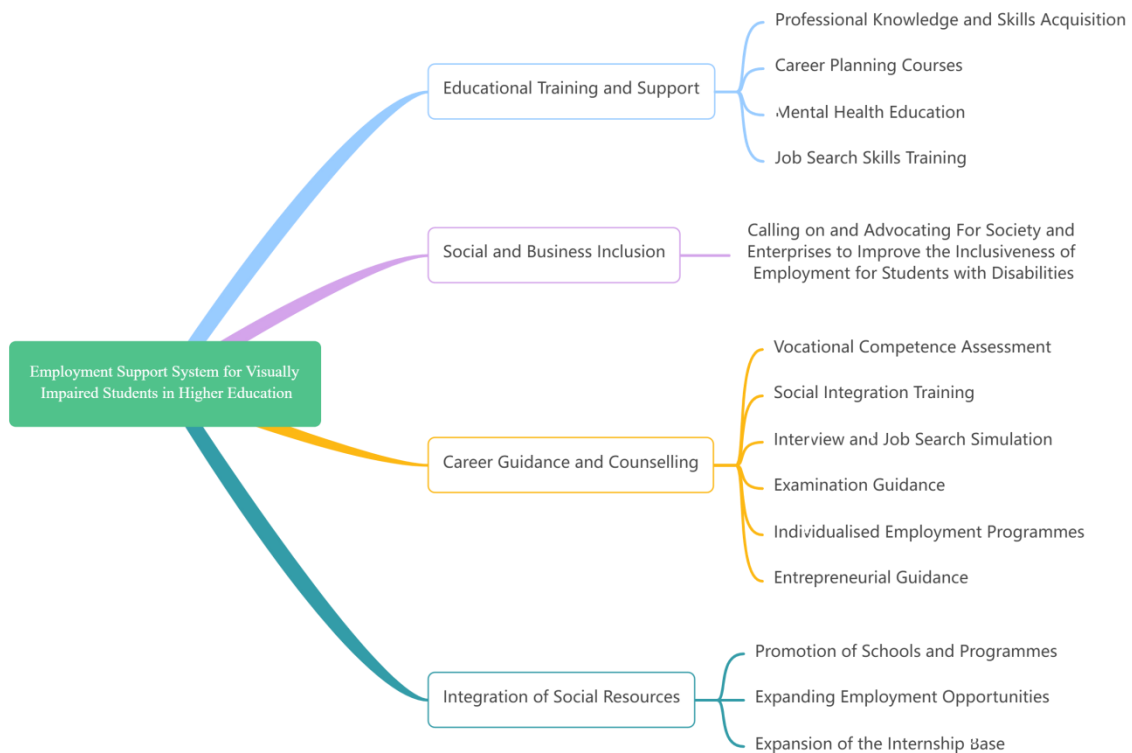 Employment Support System for Visually
Impaired Students in Higher Education
Educational Training and Support
Professional Knowledge and Skills Acquisition
Career Planning Courses
Mental Health Education
Job Search Skills Training
Social and Business Inclusion
Calling on and Advocating For Society and
Enterprises to Improve the Inclusiveness of
Employment for Students with Disabilities
Career Guidance and Counselling
Vocational Competence Assessment
Social Integration Training
Interview and Job Search Simulation
Examination Guidance
Individualised Employment Programmes
Entrepreneurial Guidance
Integration of Social Resources
Promotion of Schools and Programmes
Expanding Employment Opportunities
Expansion of the Internship Base